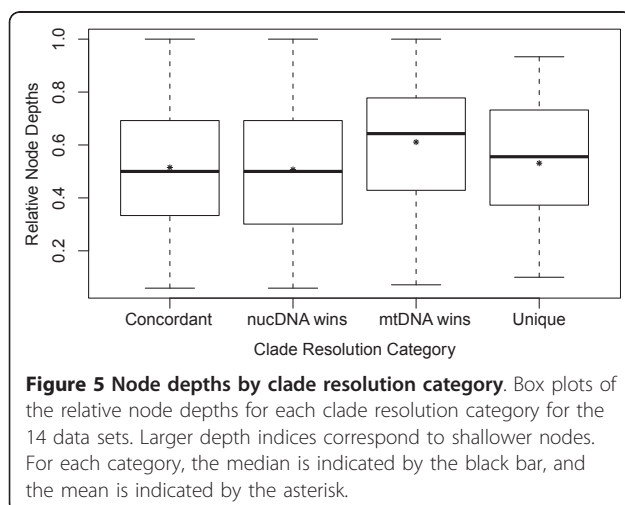 1.0
0.8
0.6
0.4
0.2
Relative Node Depths
Concordant nucDNA wins mtDNA wins Unique
Clade Resolution Category
Figure 5 Node depths by clade resolution category. Box plots of
the relative node depths for each clade resolution category for the
14 data sets. Larger depth indices correspond to shallower nodes.
For each category, the median is indicated by the black bar, and
the mean is indicated by the asterisk.